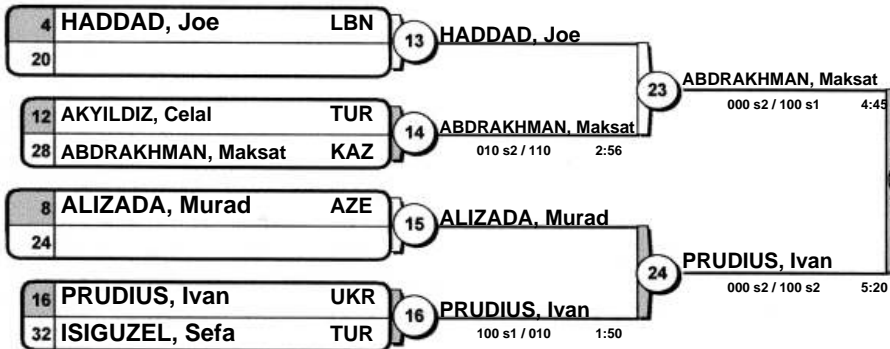 4 HADDAD, Joe LBN
20
13 HADDAD, Joe
12 AKYILDIZ, Celal TUR
28 ABDRAKHMAN, Maksat KAZ
14 ABDRAKHMAN, Maksat
010 s2 / 110 2:56
23 ABDRAKHMAN, Maksat
000 s2 / 100 s1 4:45
8 ALIZADA, Murad AZE
24
15 ALIZADA, Murad
16 PRUDIUS, Ivan UKR
32 ISIGUZEL, Sefa TUR
16 PRUDIUS, Ivan
100 s1 / 010 1:50
24 PRUDIUS, Ivan
000 s2 / 100 s2 5:20